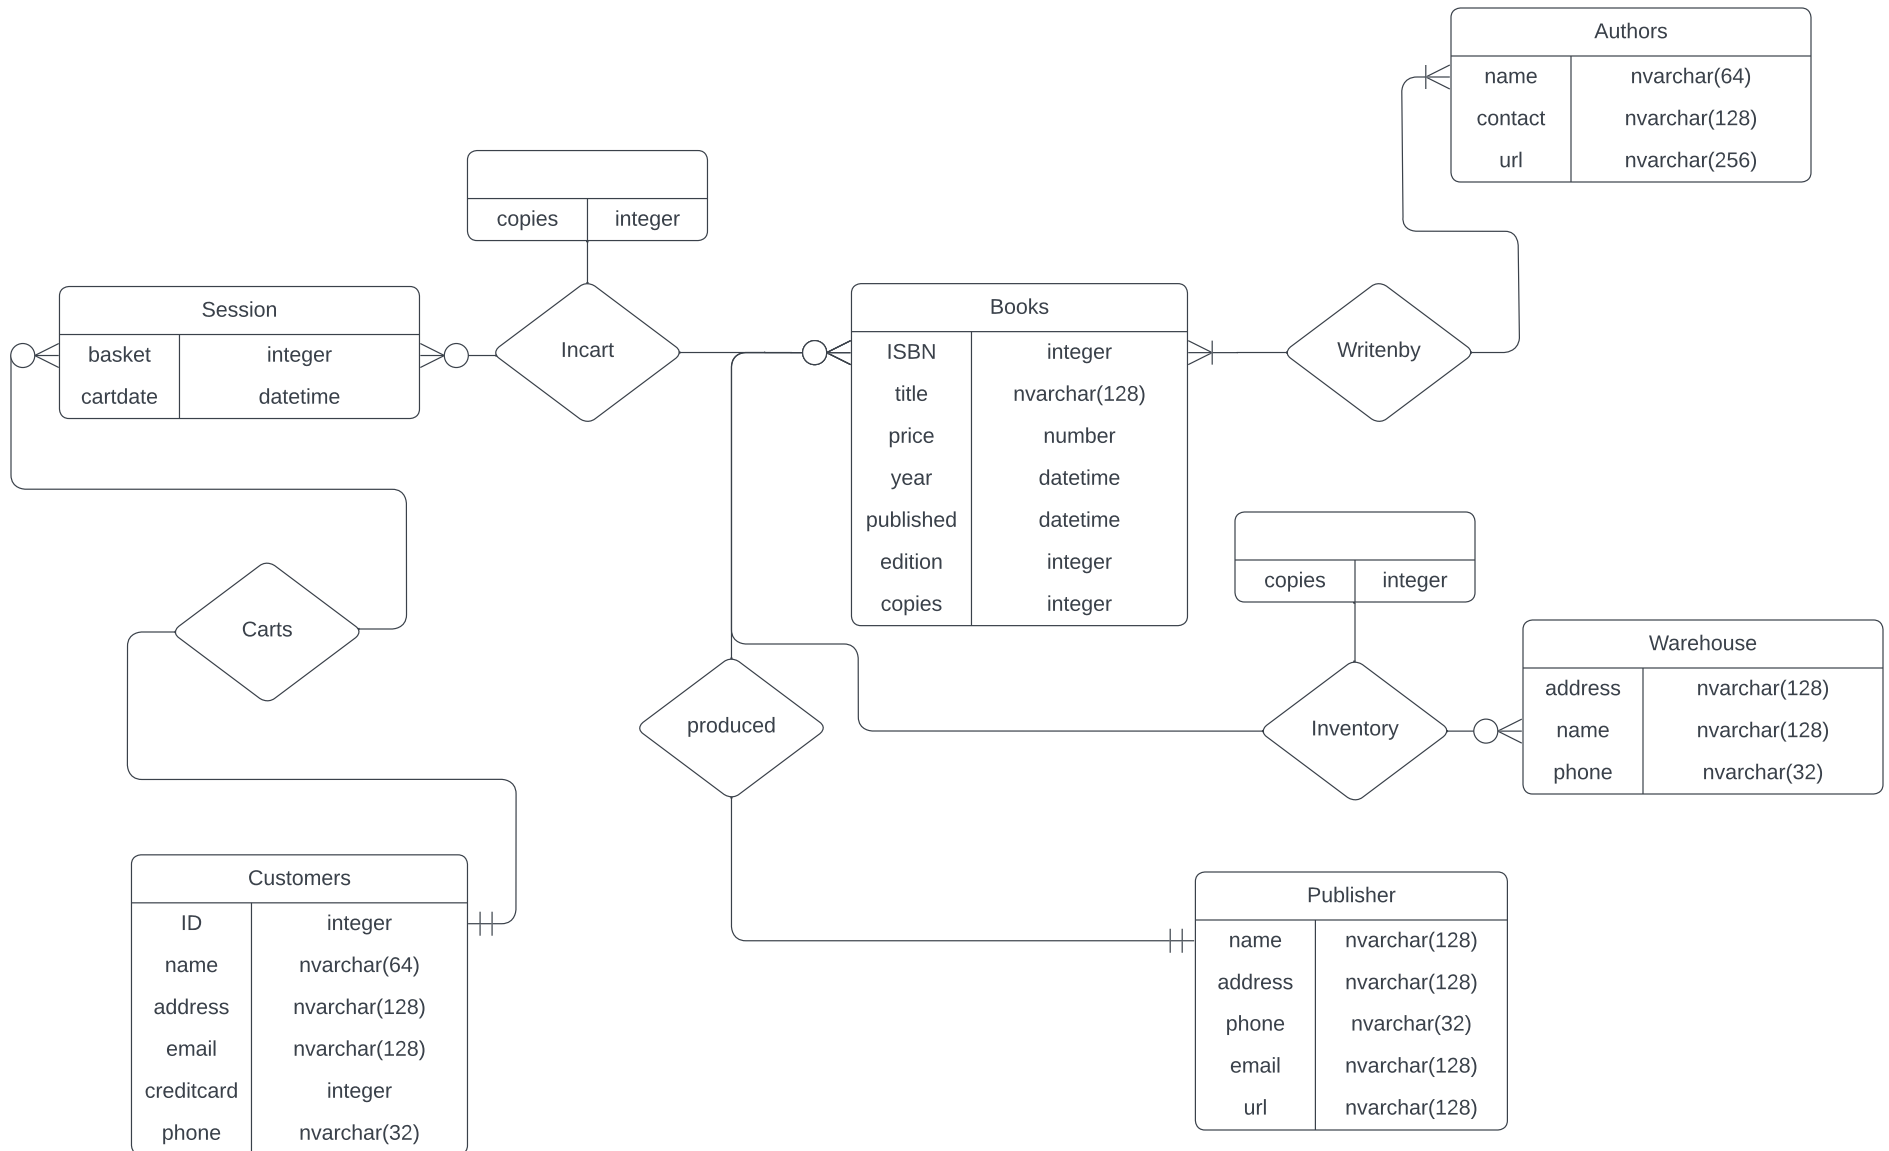 Authors
name nvarchar(64)
contact nvarchar(128)
url nvarchar(256)
copies integer
Session
basket integer
cartdate datetime
Incart
Books
ISBN integer
title nvarchar(128)
price number
year datetime
published datetime
edition integer
copies integer
Writenby
copies integer
Carts
produced
Inventory
Warehouse
address nvarchar(128)
name nvarchar(128)
phone nvarchar(32)
Customers
ID integer
name nvarchar(64)
address nvarchar(128)
email nvarchar(128)
creditcard integer
phone nvarchar(32)
Publisher
name nvarchar(128)
address nvarchar(128)
phone nvarchar(32)
email nvarchar(128)
url nvarchar(128)